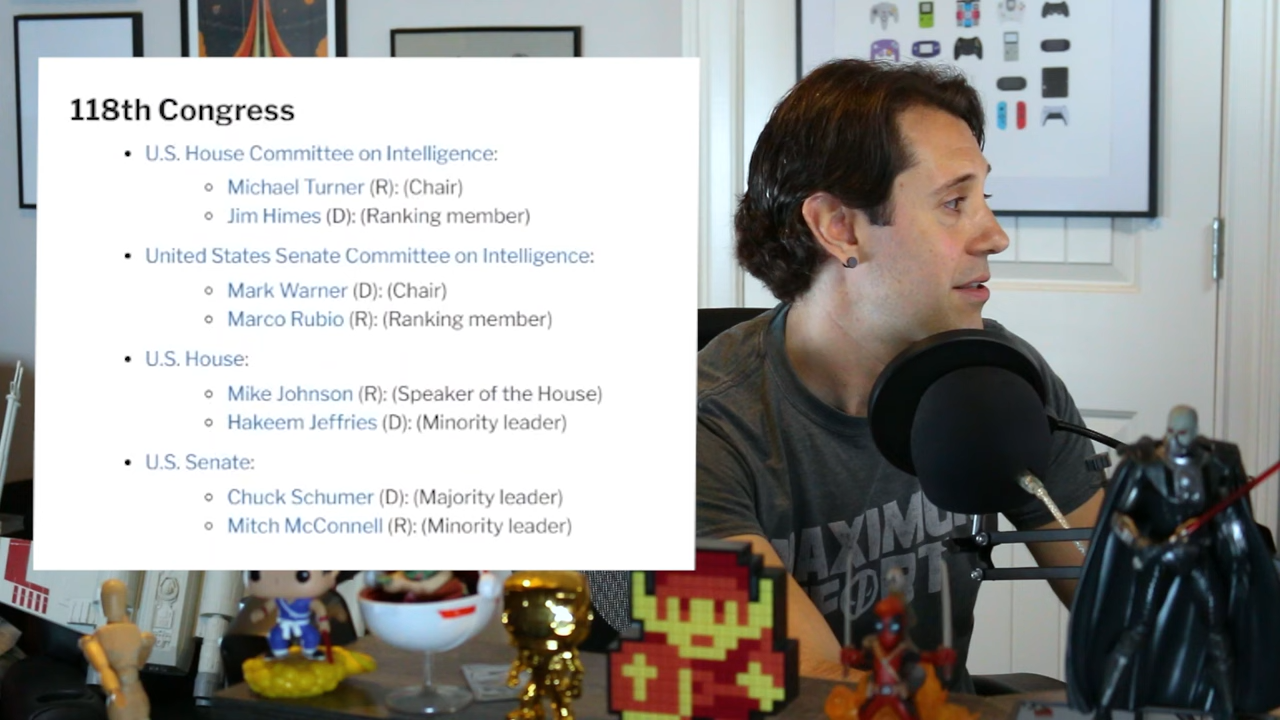 118th Congress
• U.S. House Committee on Intelligence:
◦ Michael Turner (R): (Chair)
◦ Jim Himes (D): (Ranking member)
• United States Senate Committee on Intelligence:
◦ Mark Warner (D): (Chair)
◦ Marco Rubio (R): (Ranking member)
• U.S. House:
◦ Mike Johnson (R): (Speaker of the House)
◦ Hakeem Jeffries (D): (Minority leader)
• U.S. Senate:
◦ Chuck Schumer (D): (Majority leader)
◦ Mitch McConnell (R): (Minority leader)